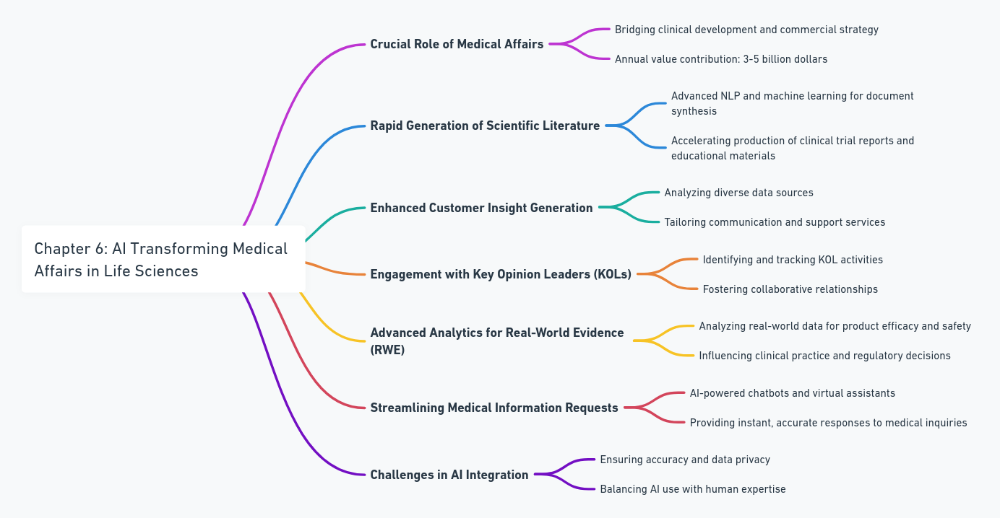 Chapter 6: AI Transforming Medical
Affairs in Life Sciences
Crucial Role of Medical Affairs
Bridging clinical development and commercial strategy
Annual value contribution: 3-5 billion dollars
Rapid Generation of Scientific Literature
Advanced NLP and machine learning for document
synthesis
Accelerating production of clinical trial reports and
educational materials
Enhanced Customer Insight Generation
Analyzing diverse data sources
Tailoring communication and support services
Engagement with Key Opinion Leaders (KOLs)
Identifying and tracking KOL activities
Fostering collaborative relationships
Advanced Analytics for Real-World Evidence
(RWE)
Analyzing real-world data for product efficacy and safety
Influencing clinical practice and regulatory decisions
Streamlining Medical Information Requests
AI-powered chatbots and virtual assistants
Providing instant, accurate responses to medical inquiries
Challenges in AI Integration
Ensuring accuracy and data privacy
Balancing AI use with human expertise